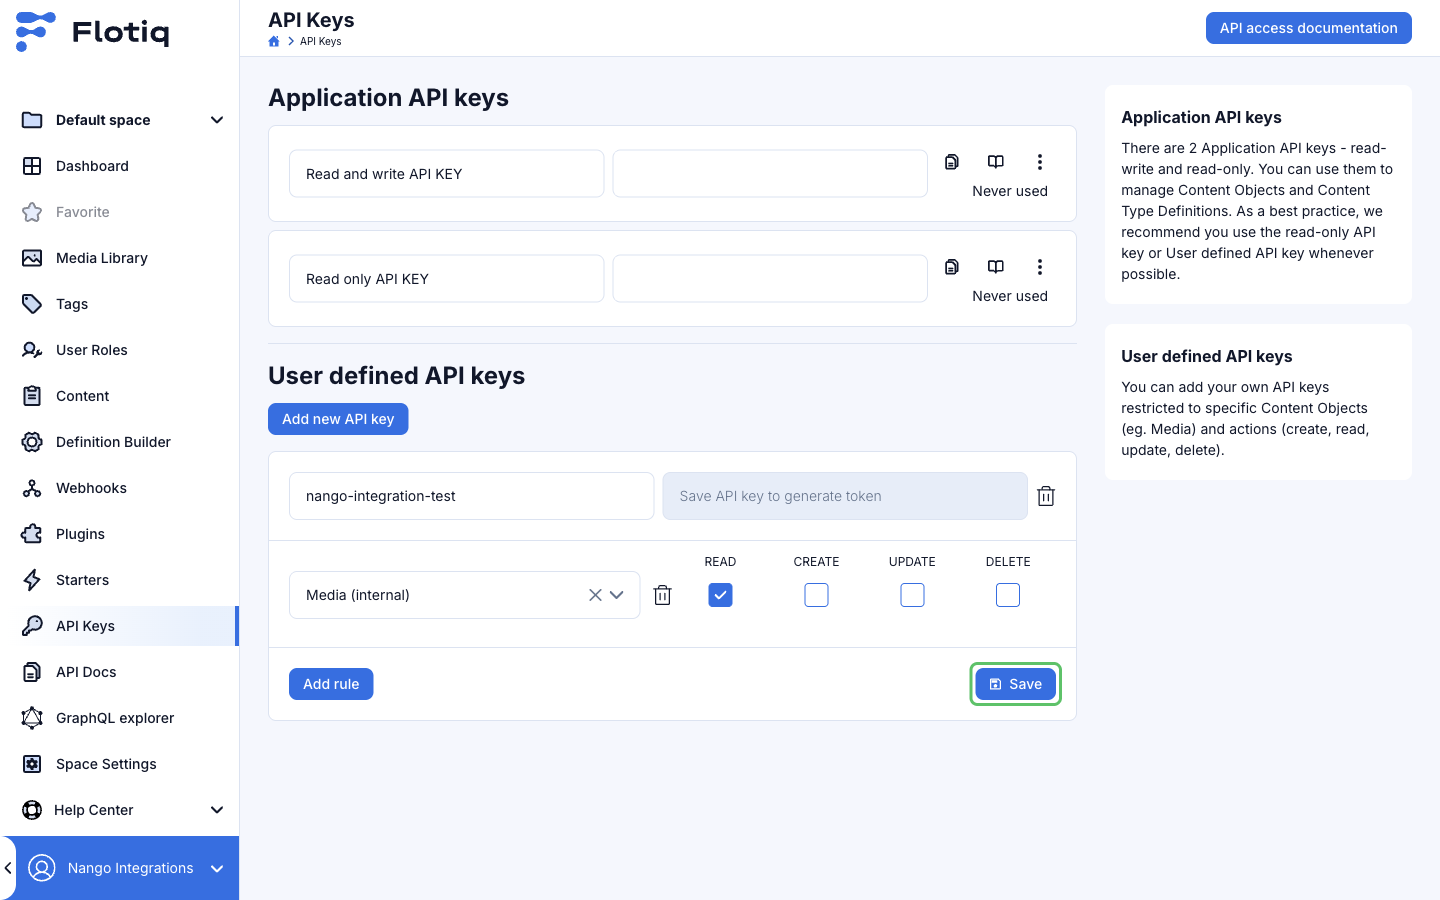 Flotiq
Default space
Dashboard
Favorite
Media Library
Tags
User Roles
Content
Definition Builder
Webhooks
Plugins
Starters
API Keys
API Docs
GraphQL explorer
Space Settings
Help Center
Nango Integrations
API Keys
API Keys
API access documentation
Application API keys
Read and write API KEY
Never used
Read only API KEY
Never used
User defined API keys
Add new API key
nango-integration-test
Save API key to generate token
READ CREATE UPDATE DELETE
Media (internal)
Add rule
Save
Application API keys
There are 2 Application API keys - read-
write and read-only. You can use them to
manage Content Objects and Content
Type Definitions. As a best practice, we
recommend you use the read-only API
key or User defined API key whenever
possible.
User defined API keys
You can add your own API keys
restricted to specific Content Objects
(eg. Media) and actions (create, read,
update, delete).